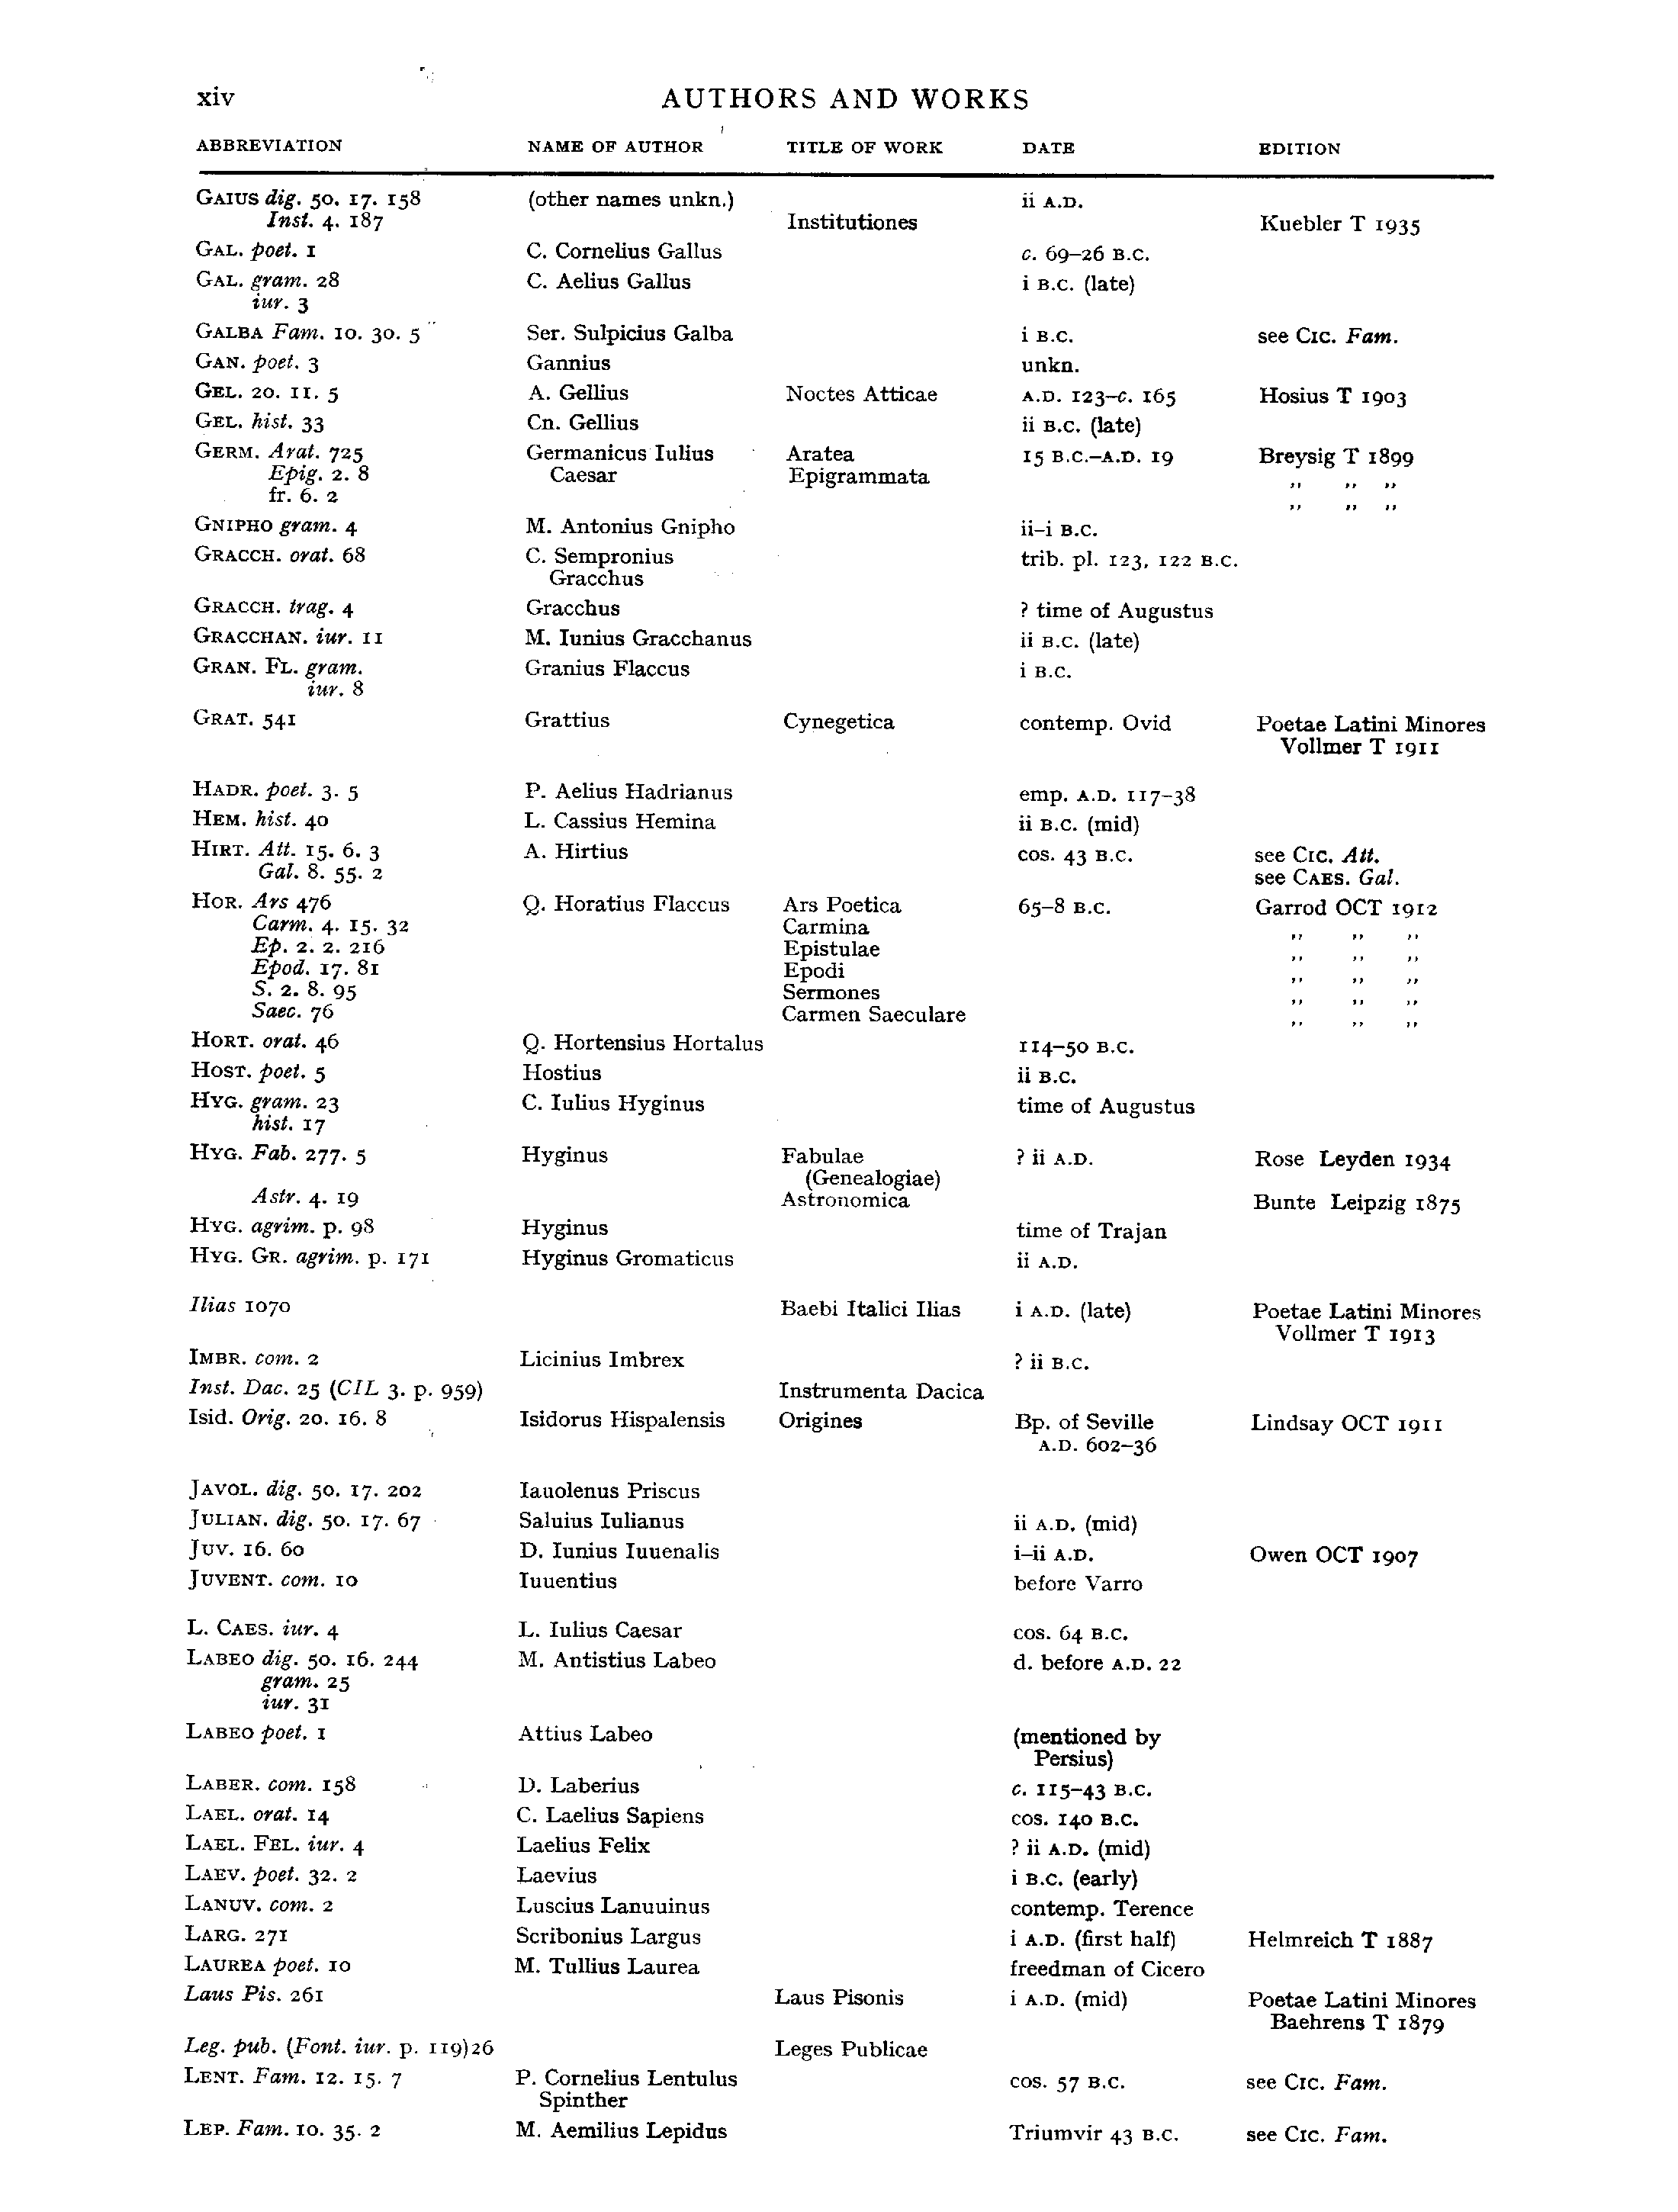 xiv AUTHORS AND WORKS
ABBREVIATION NAME OF AUTHOR TITLE OF WORK DATE EDITION
GAIUS dig. 50. 17. 158 (other names unkn.) ii A.D.
Inst. 4. 187 Institutiones Kuebler T 1935
GAL. poet. 1 C. Cornelius Gallus c. 69–26 B.C.
GAL. gram. 28 C. Aelius Gallus i B.C. (late)
iur. 3
GALBA Fam. 10. 30. 5 Ser. Sulpicius Galba i B.C. see CIC. Fam.
GAN. poet. 3 Gannius unkn.
GEL. 20. 11. 5 A. Gellius Noctes Atticae A.D. 123–c. 165 Hosius T 1903
GEL. hist. 33 Cn. Gellius ii B.C. (late)
GERM. Arat. 725 Germanicus Iulius Aratea 15 B.C.–A.D. 19 Breysig T 1899
Epig. 2. 8 Caesar Epigrammata ,, ,, ,,
fr. 6. 2 ,, ,, ,,
GNIPHO gram. 4 M. Antonius Gnipho ii–i B.C.
GRACCH. orat. 68 C. Sempronius trib. pl. 123, 122 B.C.
Gracchus
GRACCH. trag. 4 Gracchus ? time of Augustus
GRACCHAN. iur. 11 M. Iunius Gracchanus ii B.C. (late)
GRAN. FL. gram. Granius Flaccus i B.C.
iur. 8
GRAT. 541 Grattius Cynegetica contemp. Ovid Poetae Latini Minores
Vollmer T 1911
HADR. poet. 3. 5 P. Aelius Hadrianus emp. A.D. 117–38
HEM. hist. 40 L. Cassius Hemina ii B.C. (mid)
HIRT. Att. 15. 6. 3 A. Hirtius cos. 43 B.C. see CIC. Att.
Gal. 8. 55. 2 see CAES. Gal.
HOR. Ars 476 Q. Horatius Flaccus Ars Poetica 65–8 B.C. Garrod OCT 1912
Carm. 4. 15. 32 Carmina ,, ,, ,,
Ep. 2. 2. 216 Epistulae ,, ,, ,,
Epod. 17. 81 Epodi ,, ,, ,,
S. 2. 8. 95 Sermones ,, ,, ,,
Saec. 76 Carmen Saeculare ,, ,, ,,
HORT. orat. 46 Q. Hortensius Hortalus 114–50 B.C.
HOST. poet. 5 Hostius ii B.C.
HYG. gram. 23 C. Iulius Hyginus time of Augustus
hist. 17
HYG. Fab. 277. 5 Hyginus Fabulae ? ii A.D. Rose Leyden 1934
(Genealogiae)
Astr. 4. 19 Astronomica Bunte Leipzig 1875
HYG. agrim. p. 98 Hyginus time of Trajan
HYG. GR. agrim. p. 171 Hyginus Gromaticus ii A.D.
Ilias 1070 Baebi Italici Ilias i A.D. (late) Poetae Latini Minores
Vollmer T 1913
IMBR. com. 2 Licinius Imbrex ? ii B.C.
Inst. Dac. 25 (CIL 3. p. 959) Instrumenta Dacica
Isid. Orig. 20. 16. 8 Isidorus Hispalensis Origines Bp. of Seville Lindsay OCT 1911
A.D. 602–36
JAVOL. dig. 50. 17. 202 Iauolenus Priscus
JULIAN. dig. 50. 17. 67 Saluius Iulianus ii A.D. (mid)
JUV. 16. 60 D. Iunius Iuuenalis i–ii A.D. Owen OCT 1907
JUVENT. com. 10 Iuuentius before Varro
L. CAES. iur. 4 L. Iulius Caesar cos. 64 B.C.
LABEO dig. 50. 16. 244 M. Antistius Labeo d. before A.D. 22
gram. 25
iur. 31
LABEO poet. 1 Attius Labeo (mentioned by
Persius)
LABER. com. 158 D. Laberius c. 115–43 B.C.
LAEL. orat. 14 C. Laelius Sapiens cos. 140 B.C.
LAEL. FEL. iur. 4 Laelius Felix ? ii A.D. (mid)
LAEV. poet. 32. 2 Laevius i B.C. (early)
LANUV. com. 2 Luscius Lanuuinus contemp. Terence
LARG. 271 Scribonius Largus i A.D. (first half) Helmreich T 1887
LAUREA poet. 10 M. Tullius Laurea freedman of Cicero
Laus Pis. 261 Laus Pisonis i A.D. (mid) Poetae Latini Minores
Baehrens T 1879
Leg. pub. (Font. iur. p. 119)26 Leges Publicae
LENT. Fam. 12. 15. 7 P. Cornelius Lentulus cos. 57 B.C. see CIC. Fam.
Spinther
LEP. Fam. 10. 35. 2 M. Aemilius Lepidus Triumvir 43 B.C. see CIC. Fam.